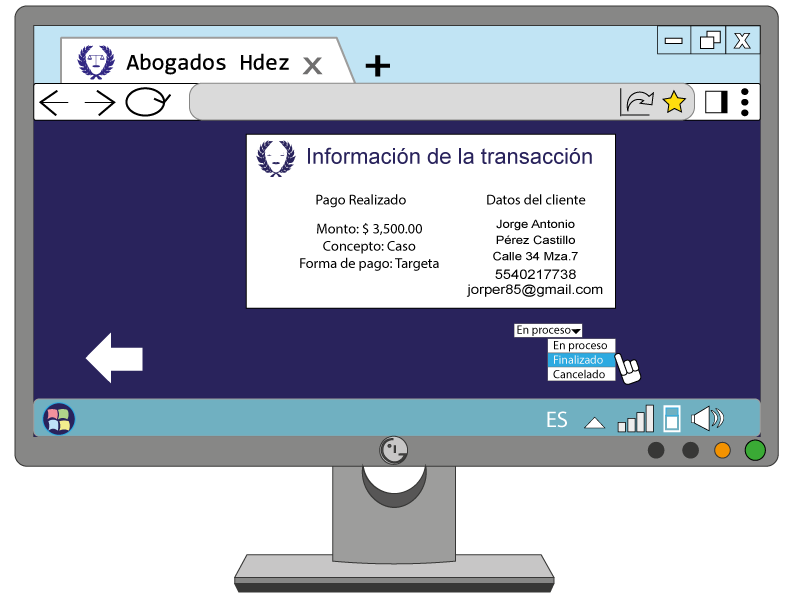 Abogados Hdez X
X
Información de la transacción
Pago Realizado
Monto: $ 3,500.00
Concepto: Caso
Forma de pago: Targeta
Datos del cliente
Jorge Antonio
Pérez Castillo
Calle 34 Mza.7
5540217738
jorper85@gmail.com
En proceso
En proceso
Finalizado
Cancelado
ES